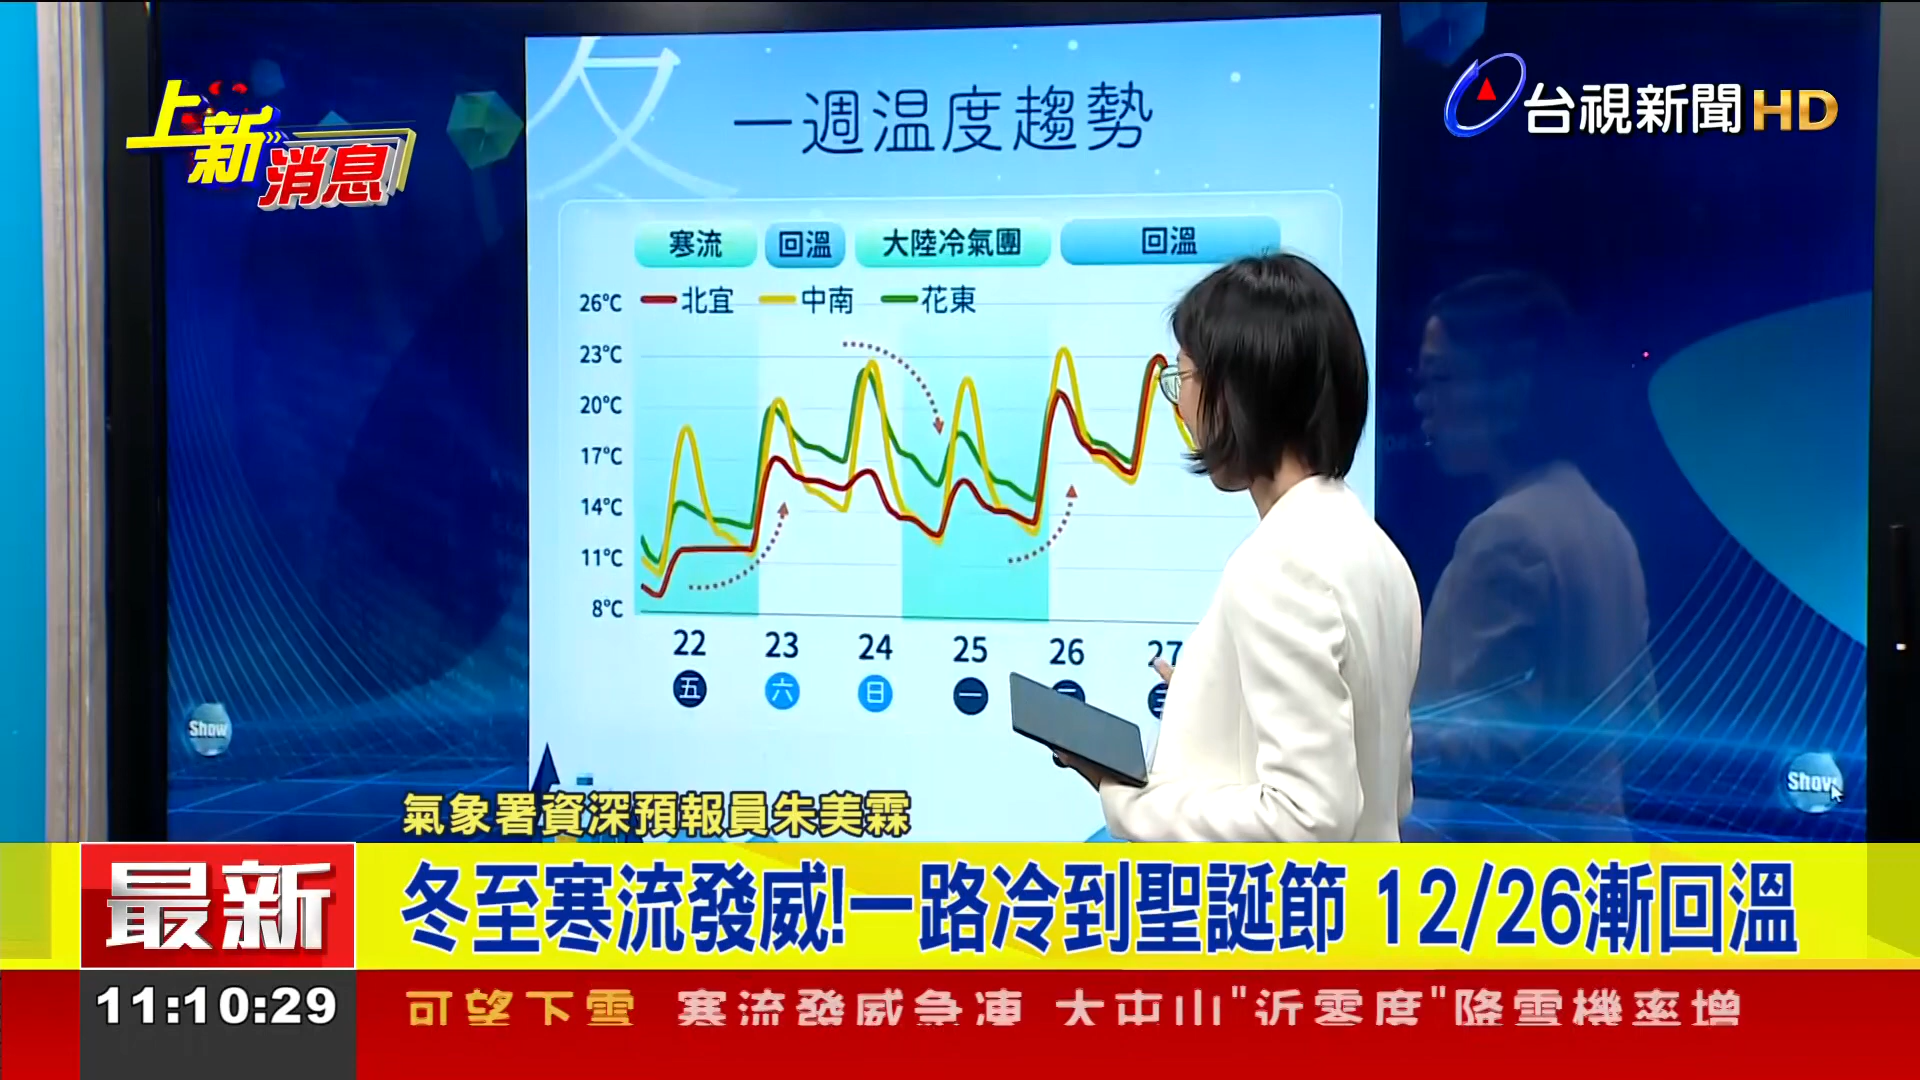 上新
消息
台視新聞HD
冬
一週温度趨勢
寒流 回溫 大陸冷氣團 回溫
26°C 北宜 中南 花東
23°C
20°C
17°C
14°C
11°C
8°C
22 23 24 25 26 27
五 六 日 一 二 三
Show
Show
氣象署資深預報員朱美霖
最新
冬至寒流發威!一路冷到聖誕節 12/26漸回溫
11:10:29
可望下雪 寒流發威急凍 大屯山"近零度"降雪機率增